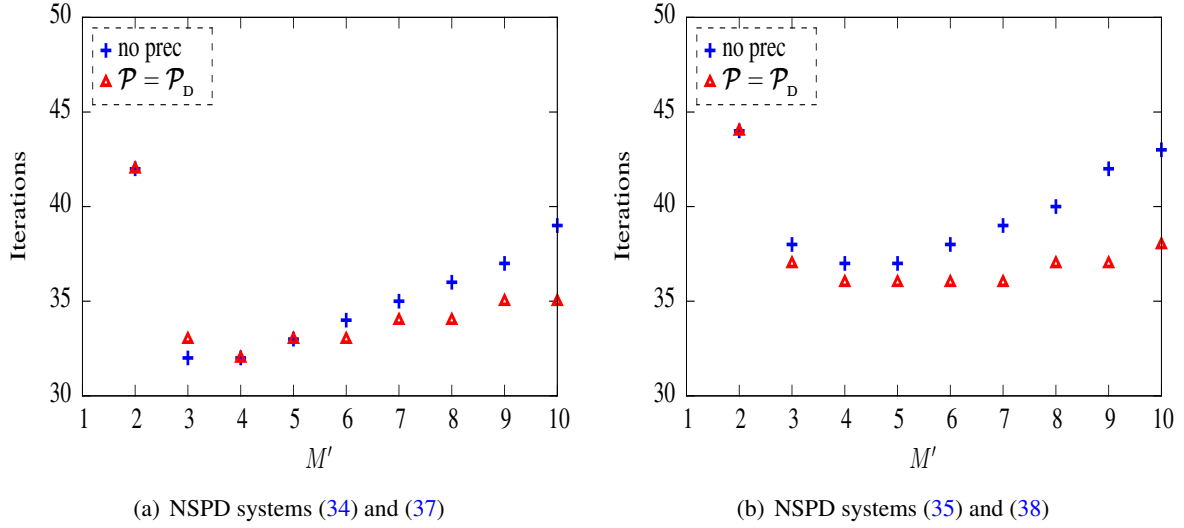 50
45
40
35
30
Iterations
no prec
𝒫 = 𝒫_D
1 2 3 4 5 6 7 8 9 10
M′
(a) NSPD systems (34) and (37)
50
45
40
35
30
Iterations
no prec
𝒫 = 𝒫_D
1 2 3 4 5 6 7 8 9 10
M′
(b) NSPD systems (35) and (38)